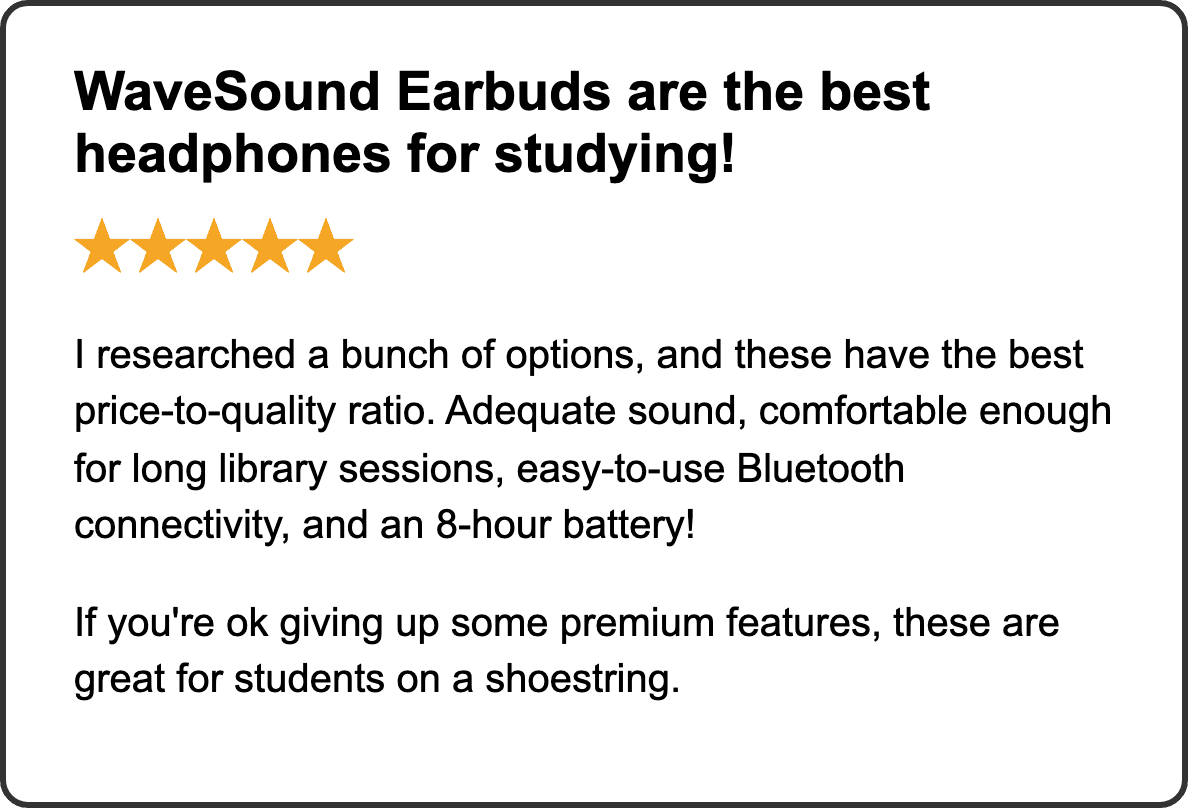 WaveSound Earbuds are the best
headphones for studying!
I researched a bunch of options, and these have the best
price-to-quality ratio. Adequate sound, comfortable enough
for long library sessions, easy-to-use Bluetooth
connectivity, and an 8-hour battery!
If you're ok giving up some premium features, these are
great for students on a shoestring.